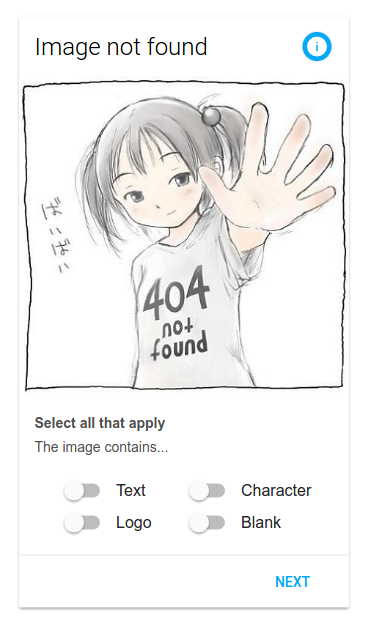 Image not found
ばいばい
404
not
found
Select all that apply
The image contains...
Text
Character
Logo
Blank
NEXT